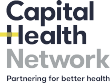 Capital
Health
Network
Partnering for better health